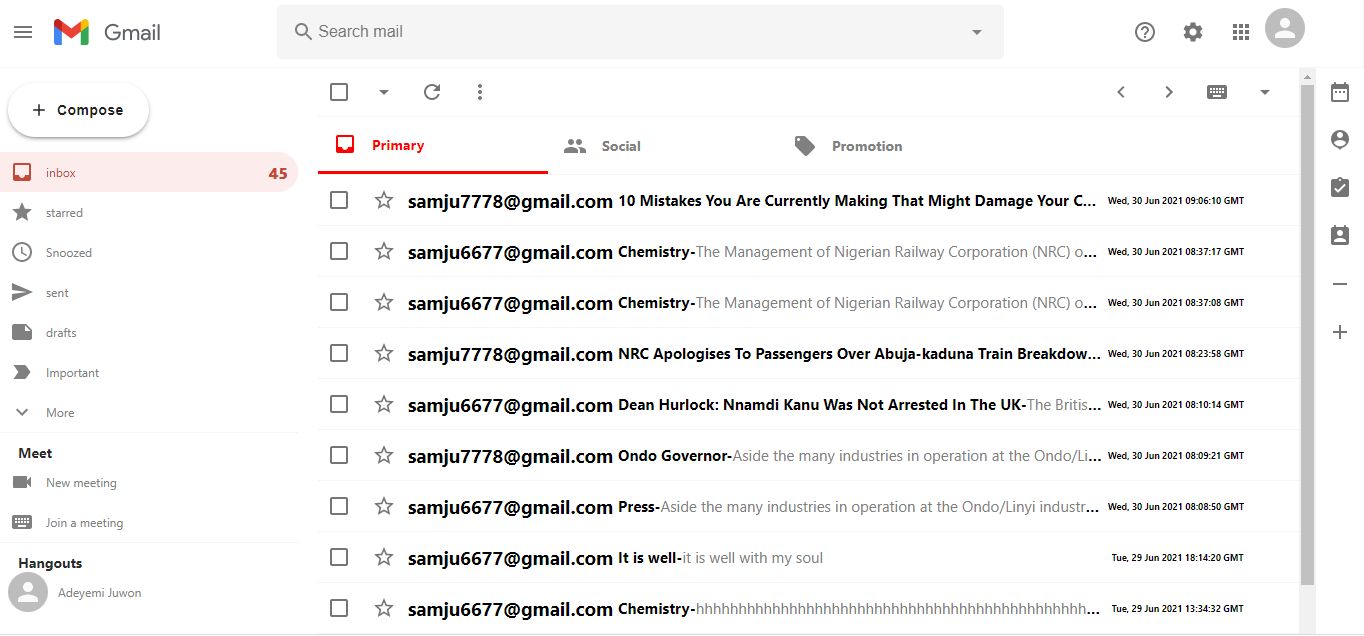 Gmail
Search mail
Compose
inbox 45
starred
Snoozed
sent
drafts
Important
More
Meet
New meeting
Join a meeting
Hangouts
Adeyemi Juwon
Primary Social Promotion
samju7778@gmail.com 10 Mistakes You Are Currently Making That Might Damage Your C... Wed, 30 Jun 2021 09:06:10 GMT
samju6677@gmail.com Chemistry-The Management of Nigerian Railway Corporation (NRC) o... Wed, 30 Jun 2021 08:37:17 GMT
samju6677@gmail.com Chemistry-The Management of Nigerian Railway Corporation (NRC) o... Wed, 30 Jun 2021 08:37:08 GMT
samju7778@gmail.com NRC Apologises To Passengers Over Abuja-kaduna Train Breakdow... Wed, 30 Jun 2021 08:23:58 GMT
samju6677@gmail.com Dean Hurlock: Nnamdi Kanu Was Not Arrested In The UK-The Britis... Wed, 30 Jun 2021 08:10:14 GMT
samju7778@gmail.com Ondo Governor-Aside the many industries in operation at the Ondo/Li... Wed, 30 Jun 2021 08:09:21 GMT
samju6677@gmail.com Press-Aside the many industries in operation at the Ondo/Linyi industr... Wed, 30 Jun 2021 08:08:50 GMT
samju6677@gmail.com It is well-it is well with my soul Tue, 29 Jun 2021 18:14:20 GMT
samju6677@gmail.com Chemistry-hhhhhhhhhhhhhhhhhhhhhhhhhhhhhhhhhhhhhhhhhhhhhh... Tue, 29 Jun 2021 13:34:32 GMT